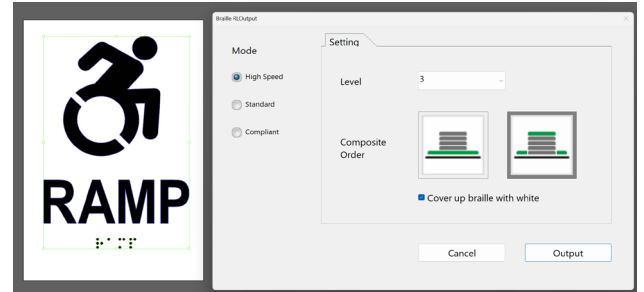 Braille RLOutput
Mode
High Speed
Standard
Compliant
Setting
Level
3
Composite
Order
Cover up braille with white
Cancel
Output
RAMP
⠗⠁⠍⠏